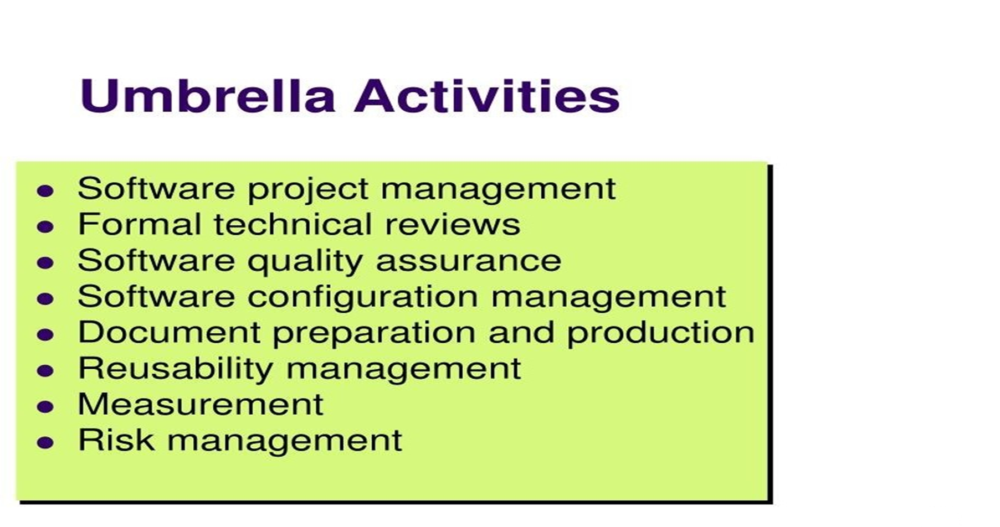 Umbrella Activities
• Software project management
• Formal technical reviews
• Software quality assurance
• Software configuration management
• Document preparation and production
• Reusability management
• Measurement
• Risk management